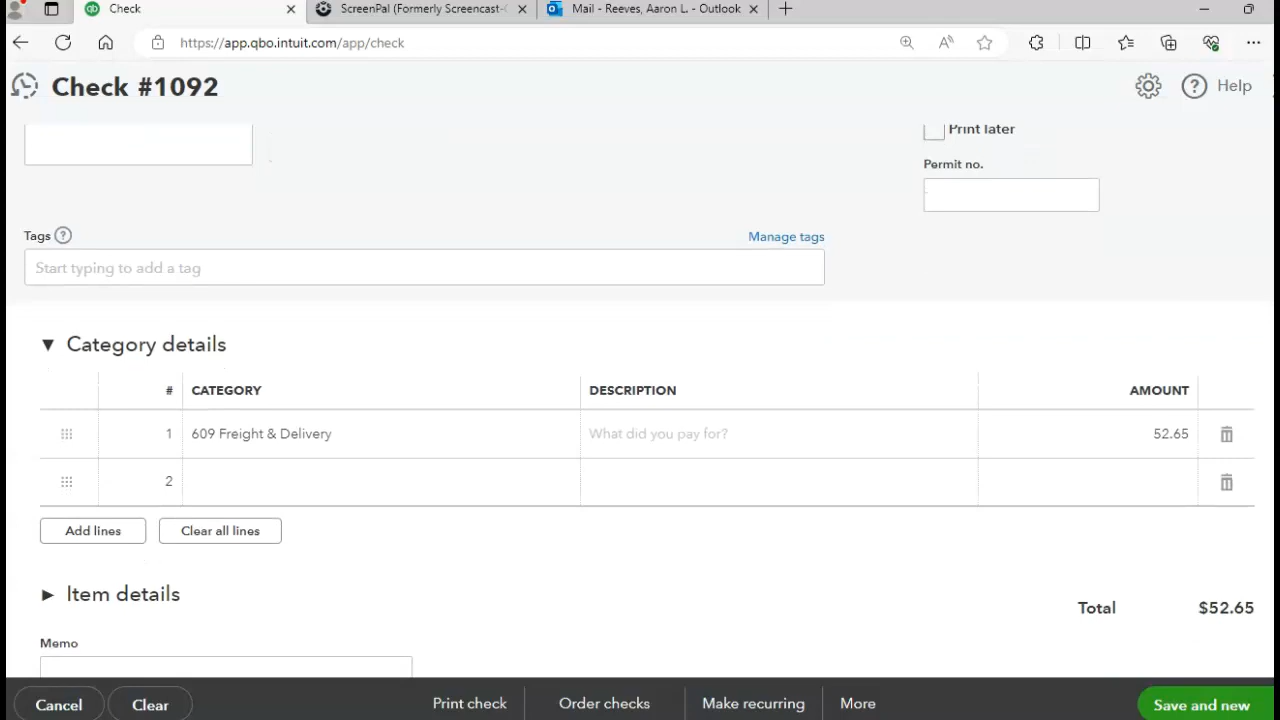 Check
ScreenPal (Formerly Screencast-
Mail - Reeves, Aaron L. - Outlook
https://app.qbo.intuit.com/app/check
Check #1092
Help
Print later
Permit no.
Tags
Manage tags
Start typing to add a tag
Category details
# CATEGORY DESCRIPTION AMOUNT
1 609 Freight & Delivery What did you pay for? 52.65
2
Add lines Clear all lines
Item details
Total $52.65
Memo
Cancel Clear Print check Order checks Make recurring More Save and new